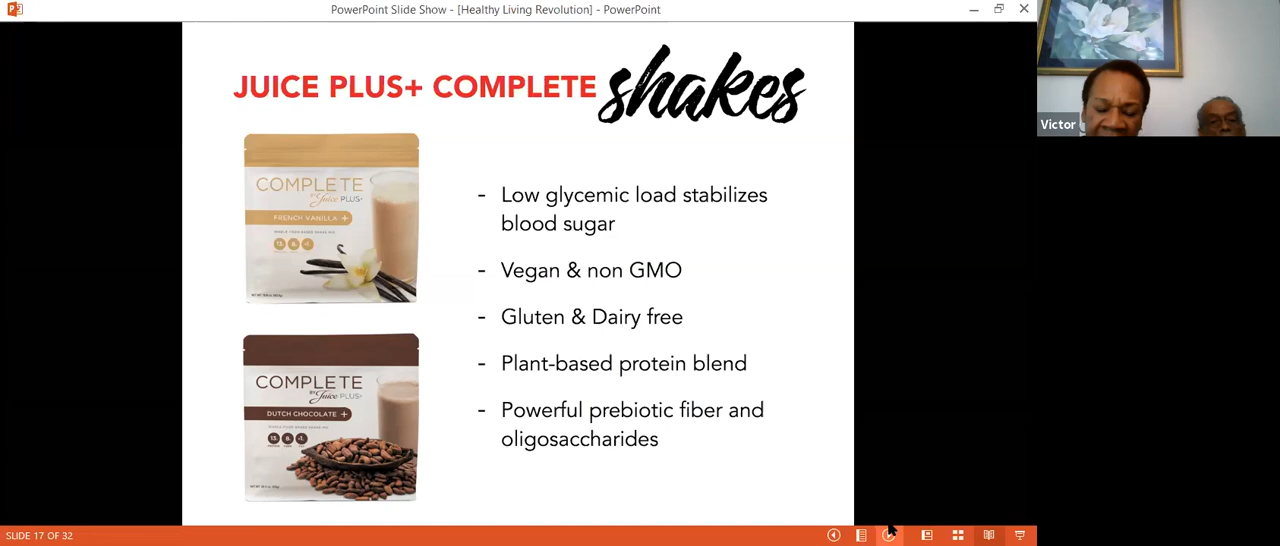 PowerPoint Slide Show - [Healthy Living Revolution] - PowerPoint
JUICE PLUS+ COMPLETE shakes
COMPLETE
BY Juice PLUS+
FRENCH VANILLA +
- Low glycemic load stabilizes
blood sugar
- Vegan & non GMO
- Gluten & Dairy free
- Plant-based protein blend
- Powerful prebiotic fiber and
oligosaccharides
COMPLETE
BY Juice PLUS+
DUTCH CHOCOLATE +
Victor
SLIDE 17 OF 32